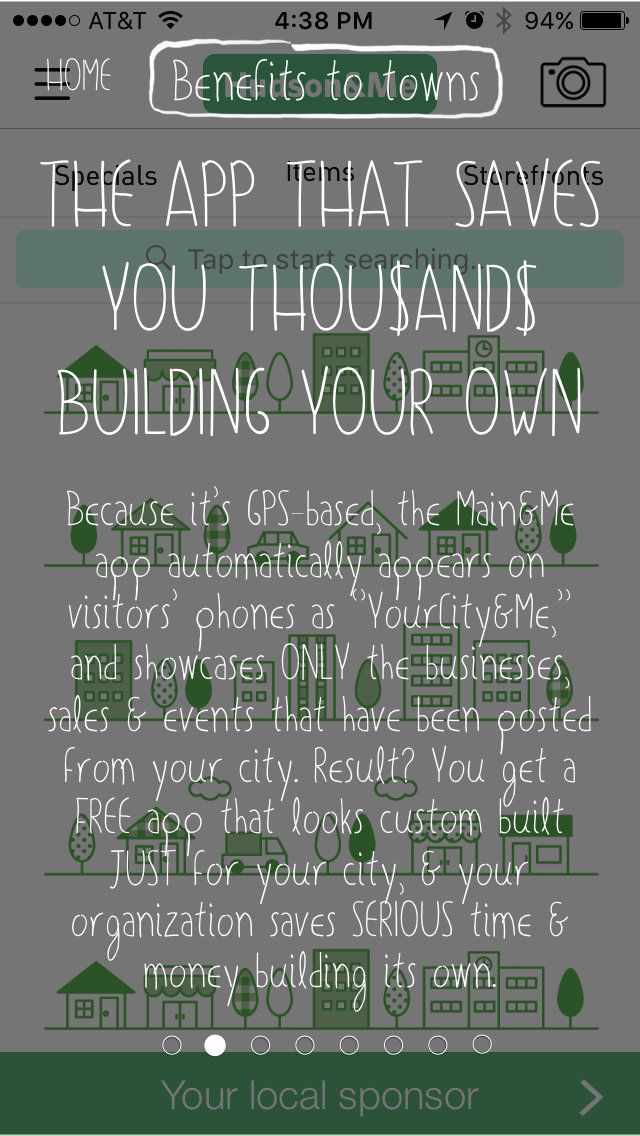 AT&T 4:38 PM 94%
HOME Benefits to towns
Hudson&Me
THE APP THAT SAVES
Specials Items Storefronts
Tap to start searching.
YOU THOU$AND$
BUILDING YOUR OWN
Because it's GPS-based, the Main&Me
app automatically appears on
visitors' phones as "YourCity&Me,"
and showcases ONLY the businesses,
sales & events that have been posted
from your city. Result? You get a
FREE app that looks custom built
JUST for your city, & your
organization saves SERIOUS time &
money building its own.
Your local sponsor